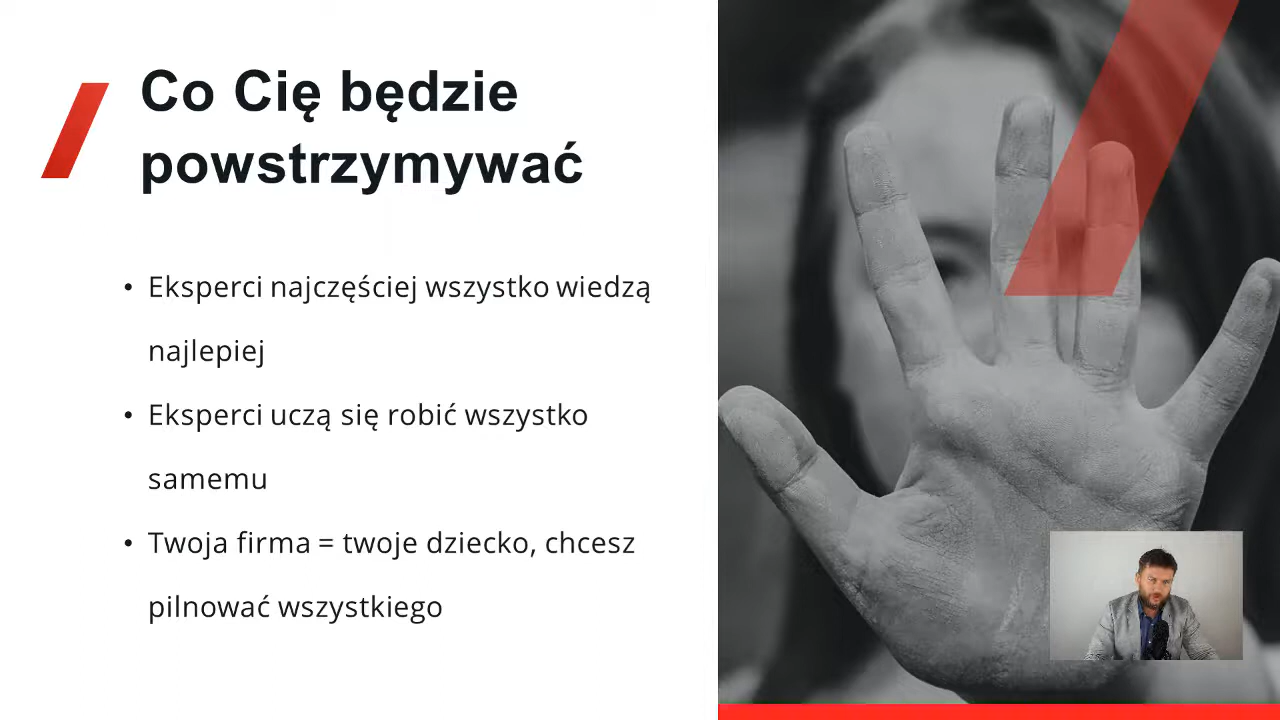 Co Cię będzie
powstrzymywać
• Eksperci najczęściej wszystko wiedzą
najlepiej
• Eksperci uczą się robić wszystko
samemu
• Twoja firma = twoje dziecko, chcesz
pilnować wszystkiego